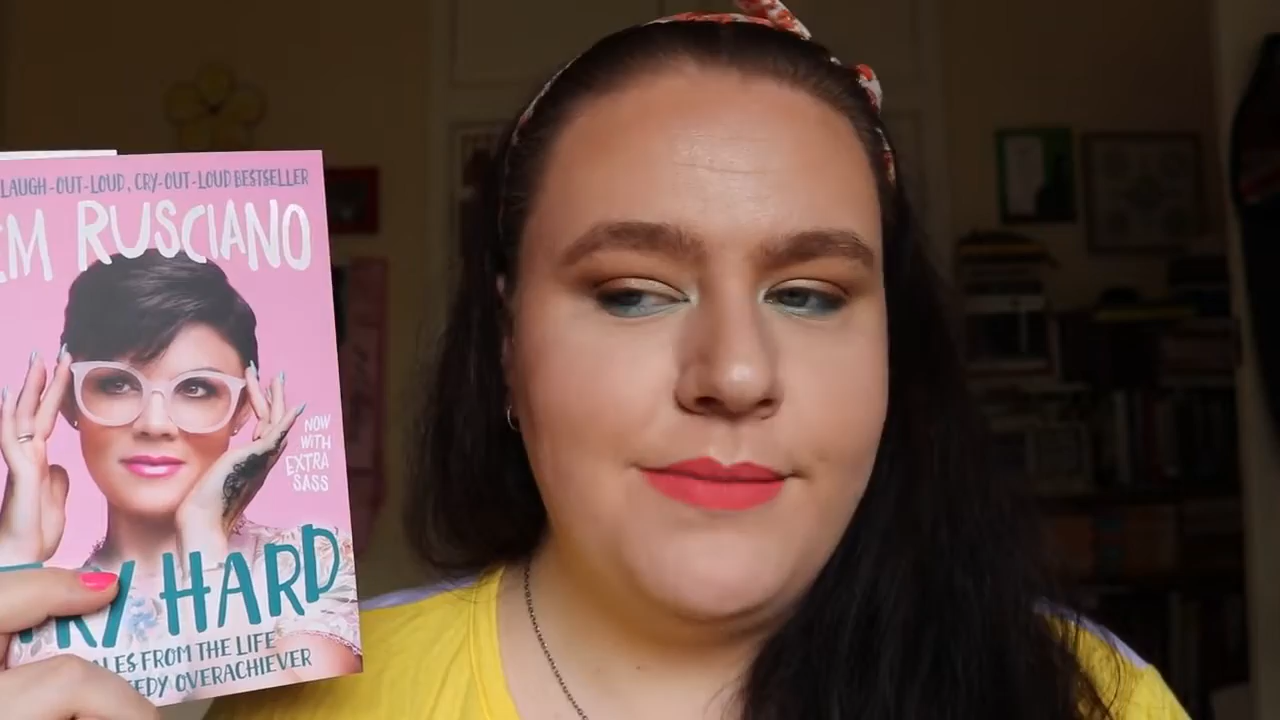 LAUGH-OUT-LOUD, CRY-OUT-LOUD BESTSELLER
EM RUSCIANO
NOW
WITH
EXTRA
SASS
TRY HARD
ALES FROM THE LIFE
EDY OVERACHIEVER